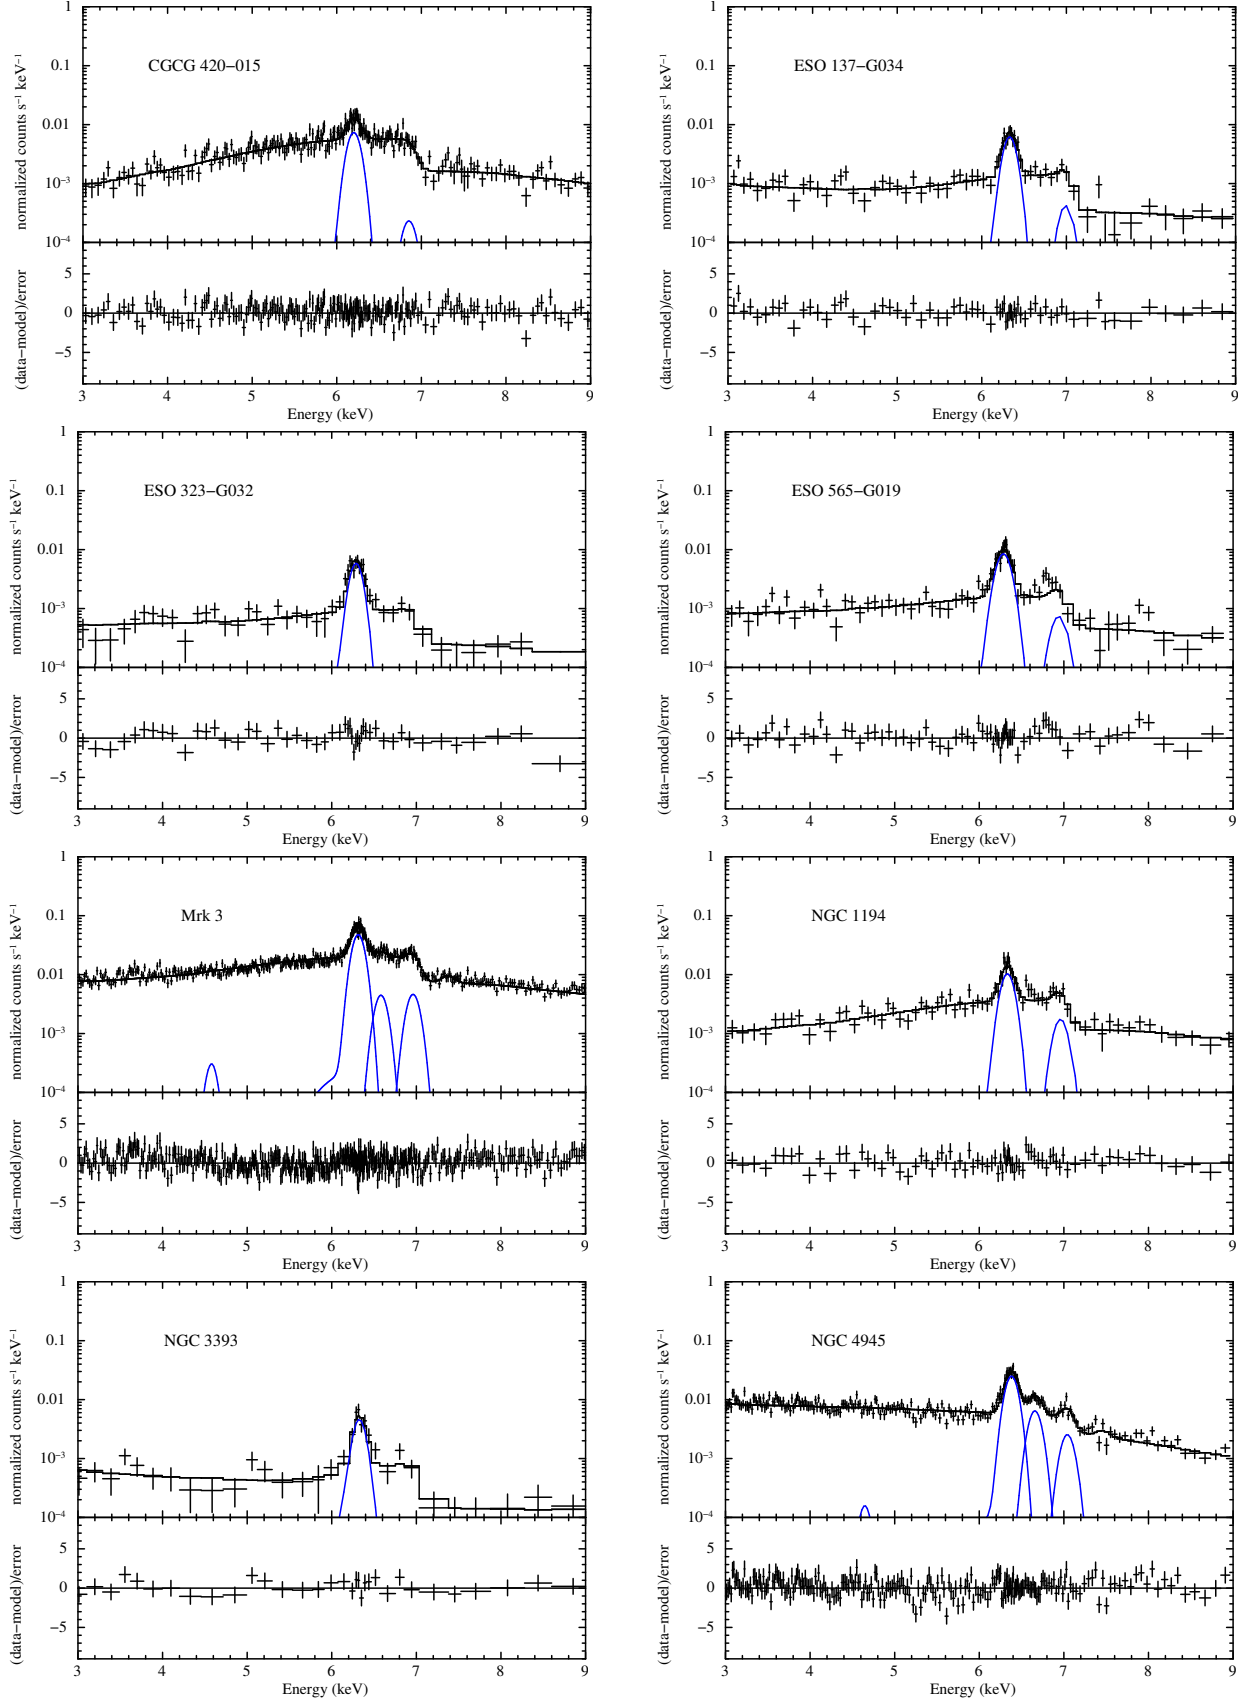 1
0.1
0.01
10⁻³
10⁻⁴
normalized counts s⁻¹ keV⁻¹
CGCG 420−015
5
0
−5
(data−model)/error
3 4 5 6 7 8 9
Energy (keV)
1
0.1
0.01
10⁻³
10⁻⁴
normalized counts s⁻¹ keV⁻¹
ESO 137−G034
5
0
−5
(data−model)/error
3 4 5 6 7 8 9
Energy (keV)
1
0.1
0.01
10⁻³
10⁻⁴
normalized counts s⁻¹ keV⁻¹
ESO 323−G032
5
0
−5
(data−model)/error
3 4 5 6 7 8 9
Energy (keV)
1
0.1
0.01
10⁻³
10⁻⁴
normalized counts s⁻¹ keV⁻¹
ESO 565−G019
5
0
−5
(data−model)/error
3 4 5 6 7 8 9
Energy (keV)
1
0.1
0.01
10⁻³
10⁻⁴
normalized counts s⁻¹ keV⁻¹
Mrk 3
5
0
−5
(data−model)/error
3 4 5 6 7 8 9
Energy (keV)
1
0.1
0.01
10⁻³
10⁻⁴
normalized counts s⁻¹ keV⁻¹
NGC 1194
5
0
−5
(data−model)/error
3 4 5 6 7 8 9
Energy (keV)
1
0.1
0.01
10⁻³
10⁻⁴
normalized counts s⁻¹ keV⁻¹
NGC 3393
5
0
−5
(data−model)/error
3 4 5 6 7 8 9
Energy (keV)
1
0.1
0.01
10⁻³
10⁻⁴
normalized counts s⁻¹ keV⁻¹
NGC 4945
5
0
−5
(data−model)/error
3 4 5 6 7 8 9
Energy (keV)